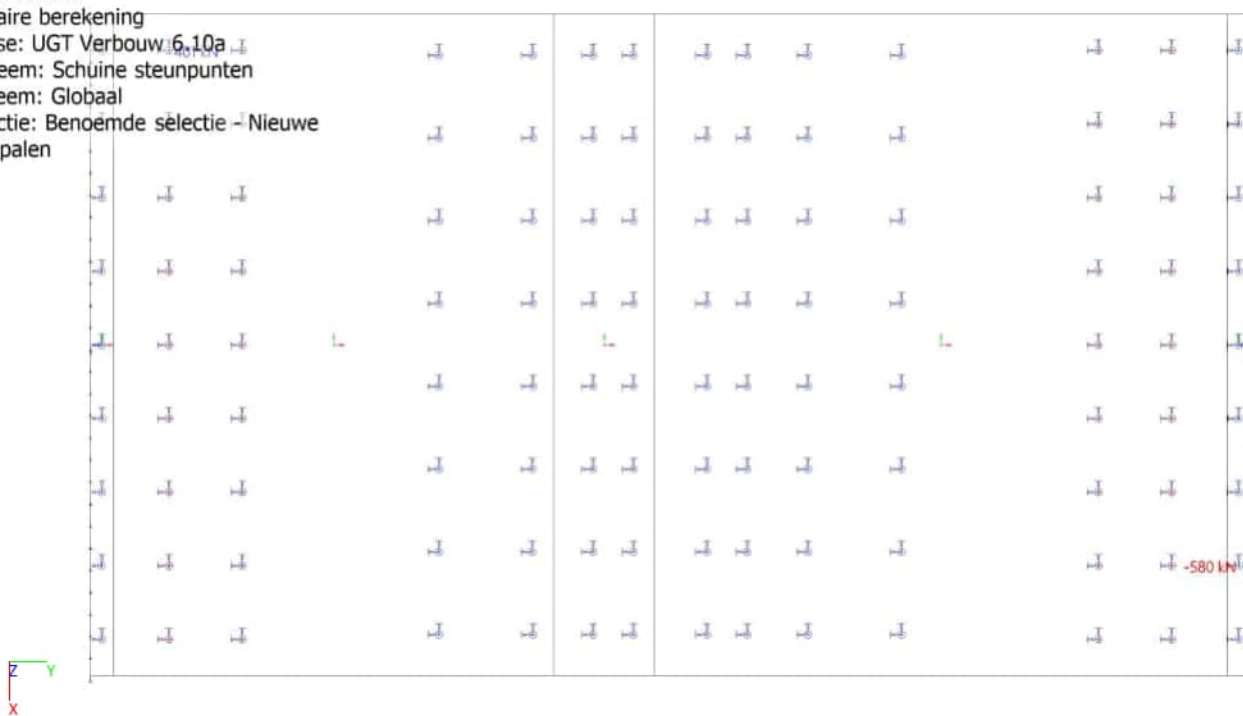 aire berekening
se: UGT Verbouw 6.10a
eem: Schuine steunpunten
eem: Globaal
ctie: Benoemde selectie - Nieuwe
palen
-580 kN
Z Y
X